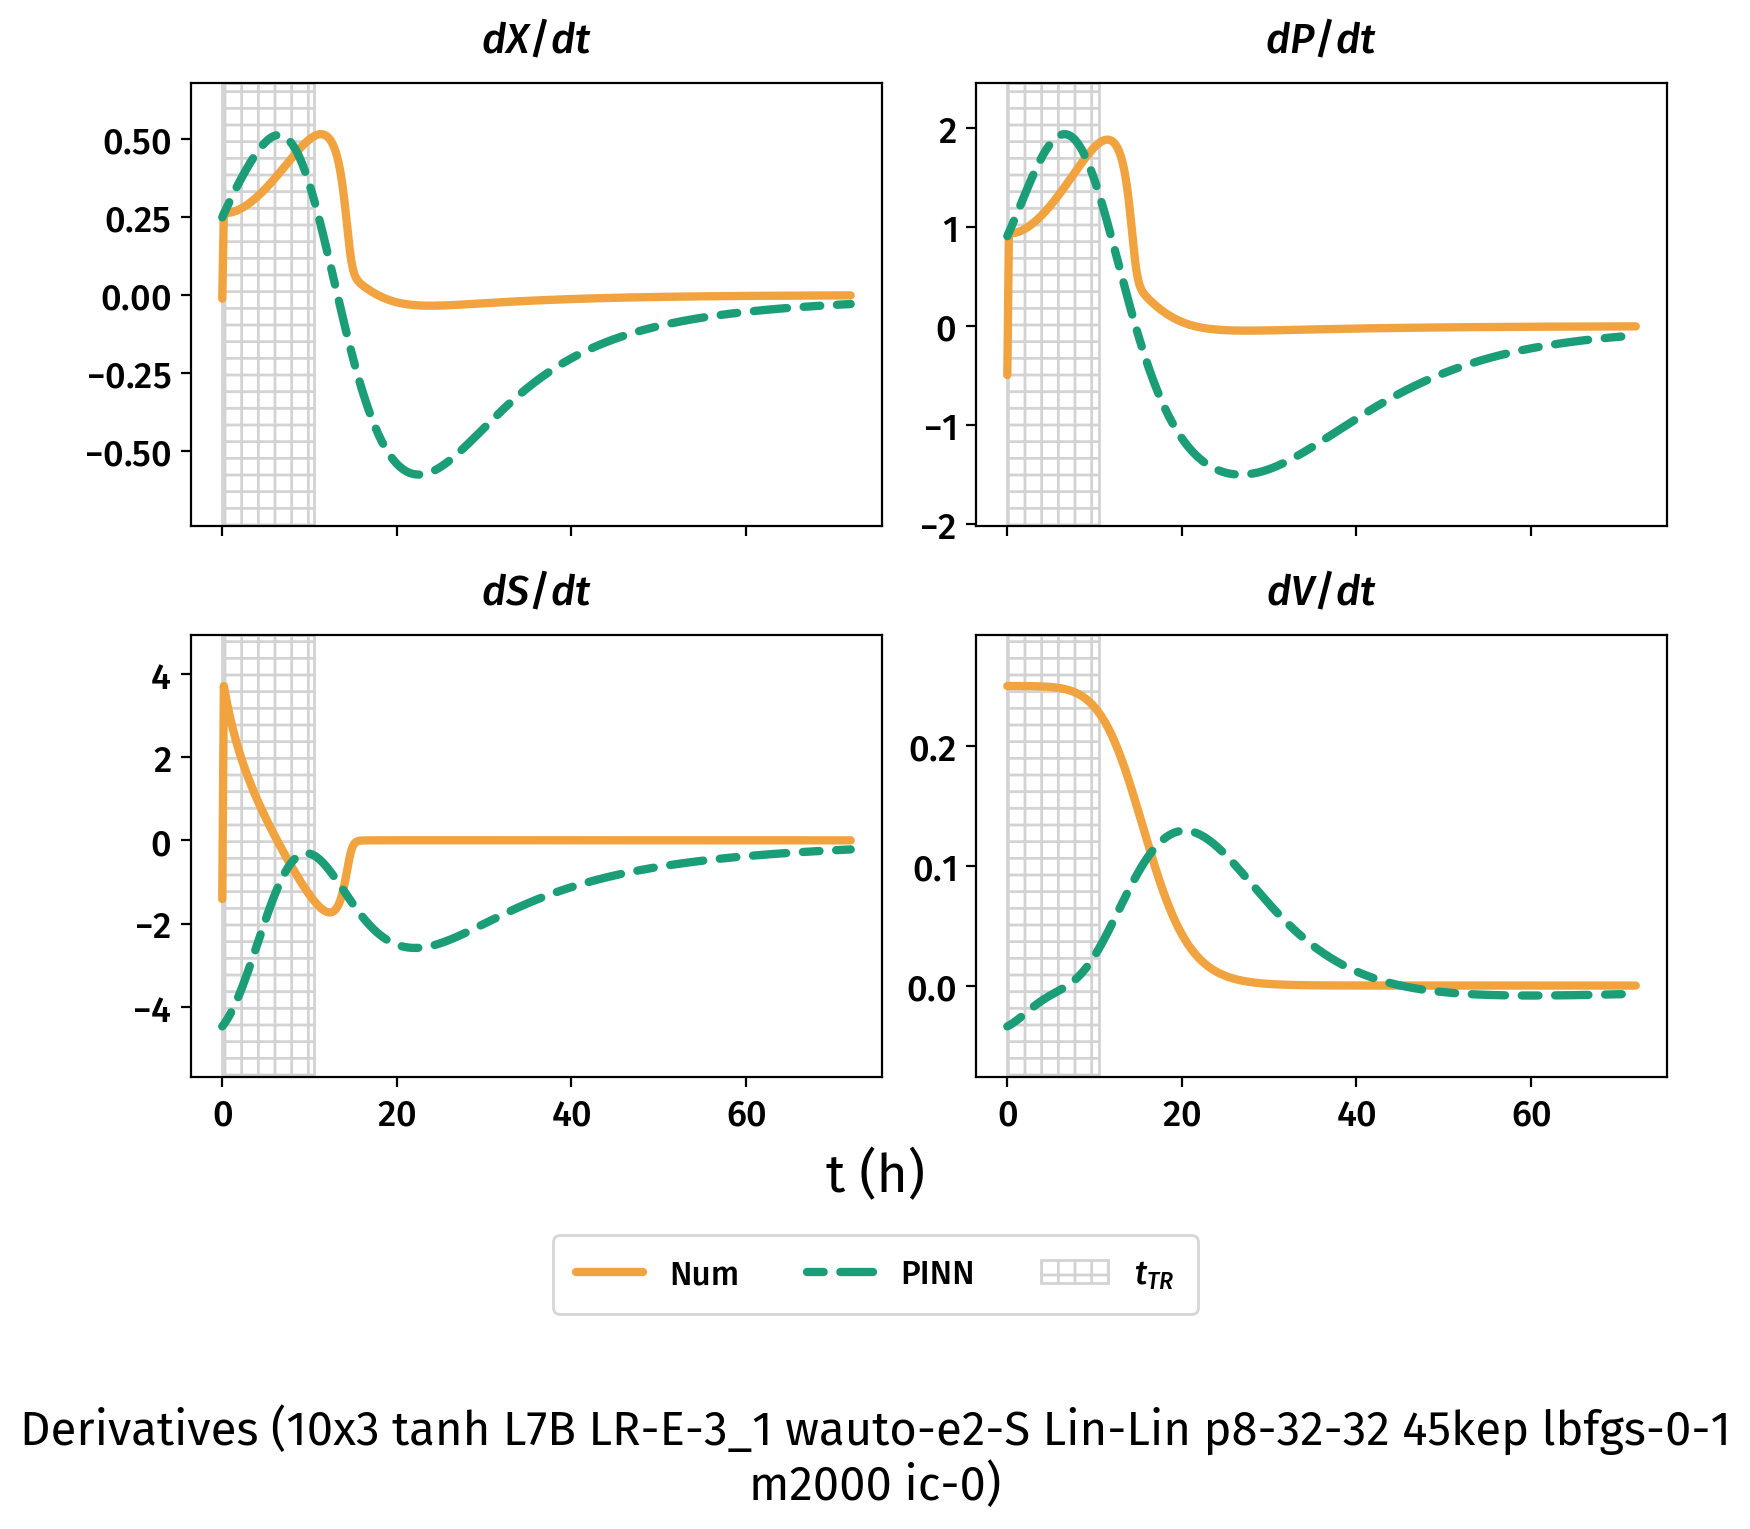 dX/dt
dP/dt
0.50
0.25
0.00
−0.25
−0.50
2
1
0
−1
−2
dS/dt
dV/dt
4
2
0
−2
−4
0.2
0.1
0.0
0 20 40 60
0 20 40 60
t (h)
Num PINN tTR
Derivatives (10x3 tanh L7B LR-E-3_1 wauto-e2-S Lin-Lin p8-32-32 45kep lbfgs-0-1
m2000 ic-0)